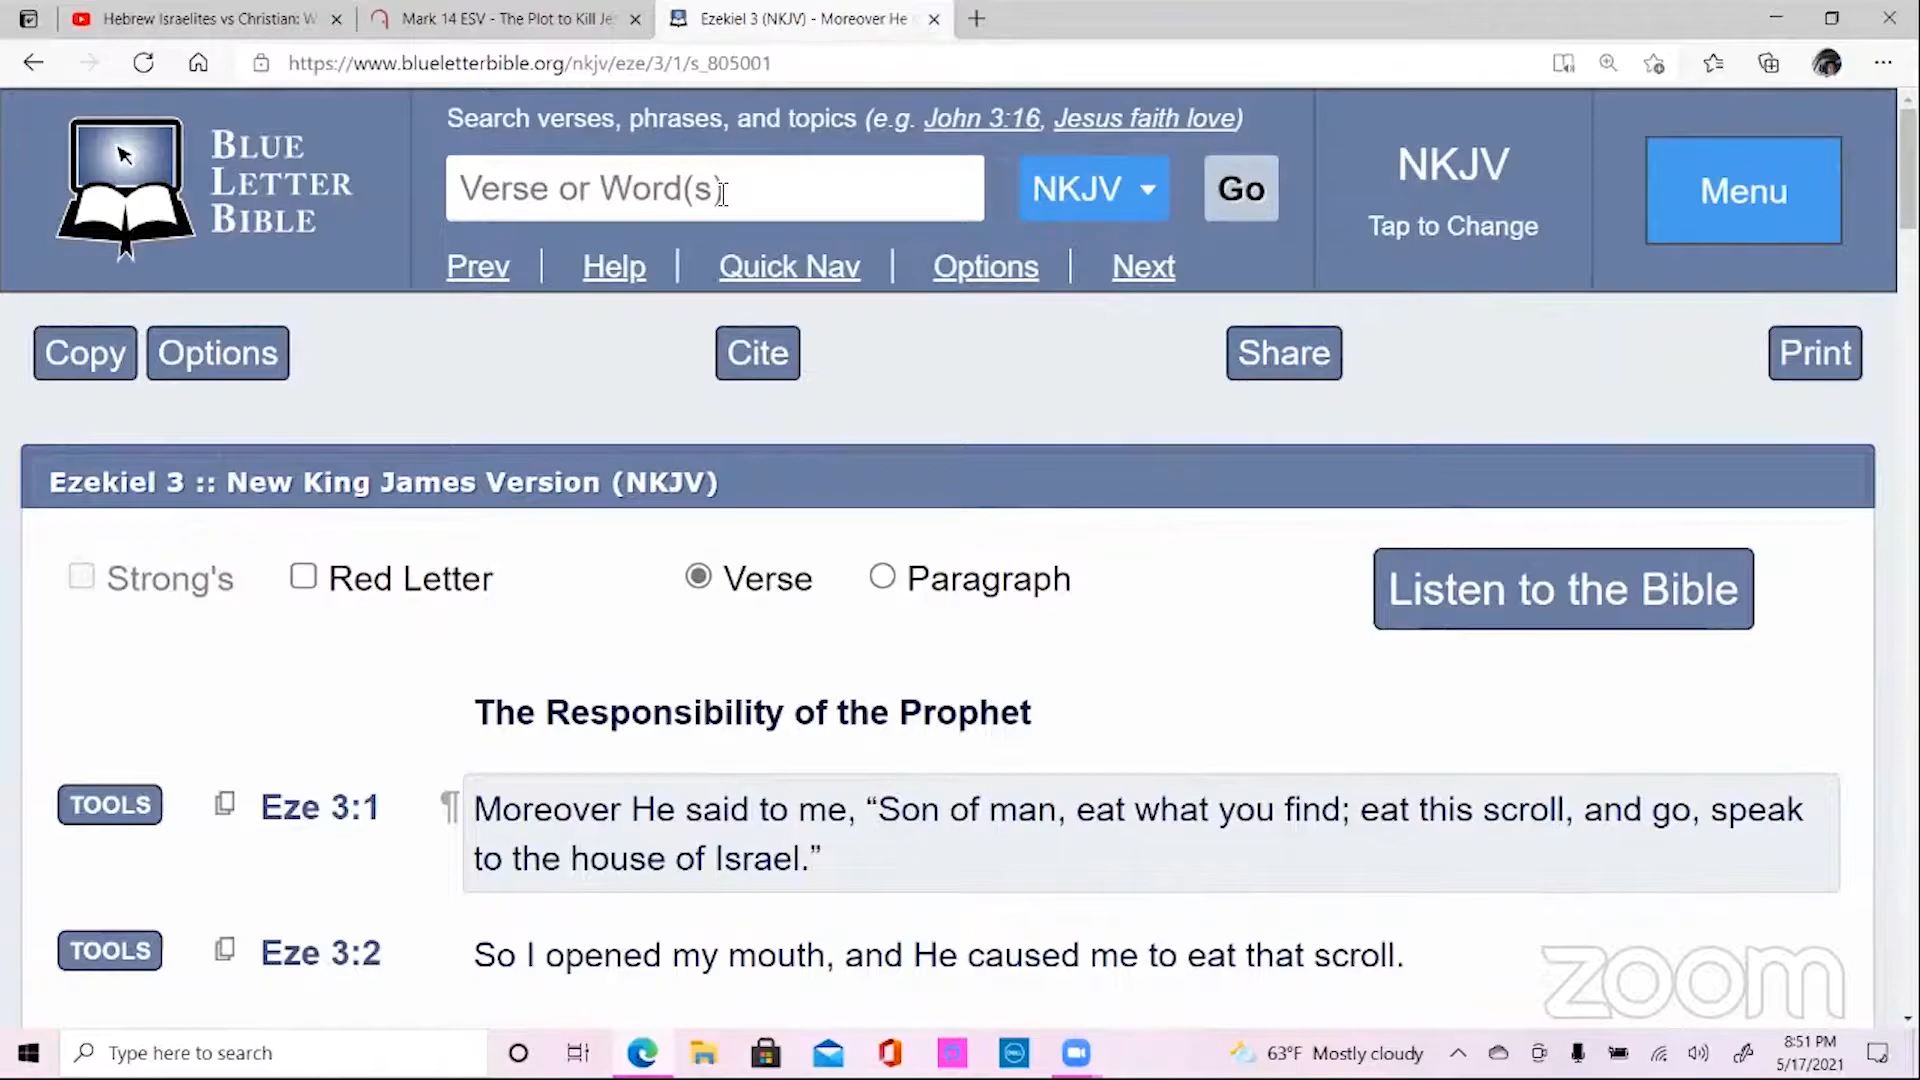 Hebrew Israelites vs Christian: W
Mark 14 ESV - The Plot to Kill Je
Ezekiel 3 (NKJV) - Moreover He
https://www.blueletterbible.org/nkjv/eze/3/1/s_805001
BLUE
LETTER
BIBLE
Search verses, phrases, and topics (e.g. John 3:16, Jesus faith love)
Verse or Word(s)
NKJV
Go
NKJV
Tap to Change
Menu
Prev
Help
Quick Nav
Options
Next
Copy
Options
Cite
Share
Print
Ezekiel 3 :: New King James Version (NKJV)
Strong's
Red Letter
Verse
Paragraph
Listen to the Bible
The Responsibility of the Prophet
TOOLS
Eze 3:1
¶ Moreover He said to me, “Son of man, eat what you find; eat this scroll, and go, speak
to the house of Israel.”
TOOLS
Eze 3:2
So I opened my mouth, and He caused me to eat that scroll.
zoom
Type here to search
DELL
63°F Mostly cloudy
8:51 PM
5/17/2021